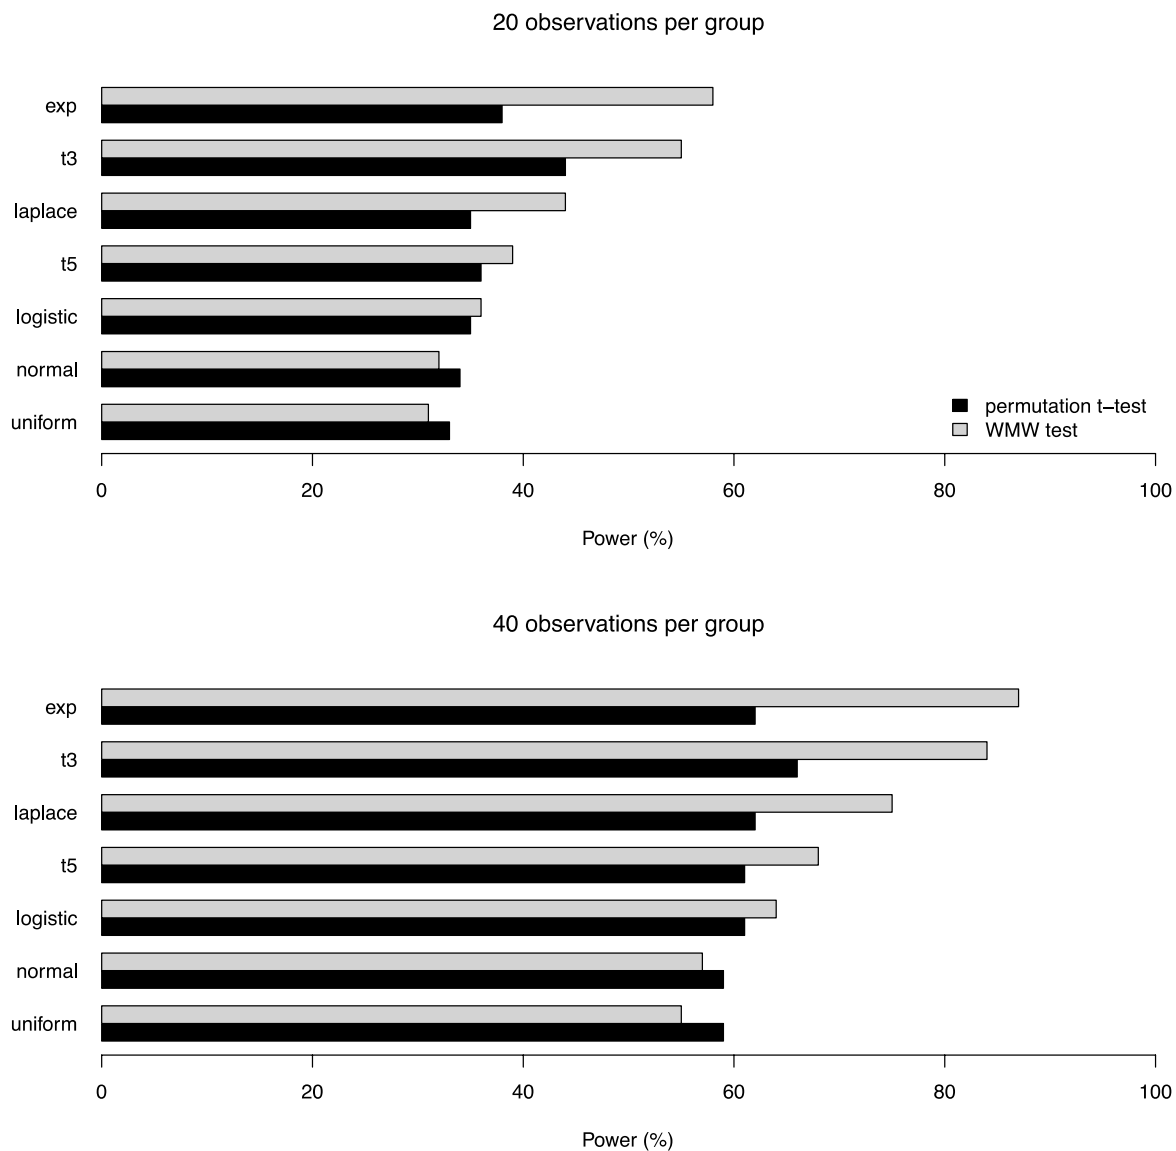 20 observations per group
exp
t3
laplace
t5
logistic
normal
uniform
permutation t−test
WMW test
0 20 40 60 80 100
Power (%)
40 observations per group
exp
t3
laplace
t5
logistic
normal
uniform
0 20 40 60 80 100
Power (%)